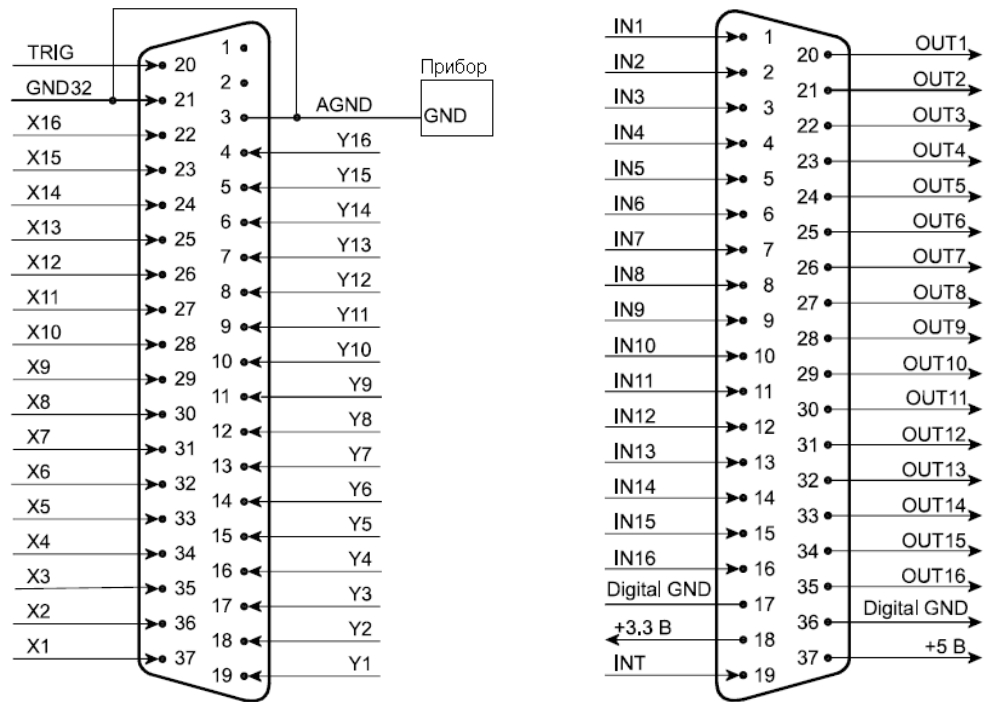 TRIG
GND32
X16
X15
X14
X13
X12
X11
X10
X9
X8
X7
X6
X5
X4
X3
X2
X1
20
21
22
23
24
25
26
27
28
29
30
31
32
33
34
35
36
37
1
2
3
4
5
6
7
8
9
10
11
12
13
14
15
16
17
18
19
AGND
Y16
Y15
Y14
Y13
Y12
Y11
Y10
Y9
Y8
Y7
Y6
Y5
Y4
Y3
Y2
Y1
Прибор
GND
IN1
IN2
IN3
IN4
IN5
IN6
IN7
IN8
IN9
IN10
IN11
IN12
IN13
IN14
IN15
IN16
Digital GND
+3,3 В
INT
1
2
3
4
5
6
7
8
9
10
11
12
13
14
15
16
17
18
19
20
21
22
23
24
25
26
27
28
29
30
31
32
33
34
35
36
37
OUT1
OUT2
OUT3
OUT4
OUT5
OUT6
OUT7
OUT8
OUT9
OUT10
OUT11
OUT12
OUT13
OUT14
OUT15
OUT16
Digital GND
+5 В